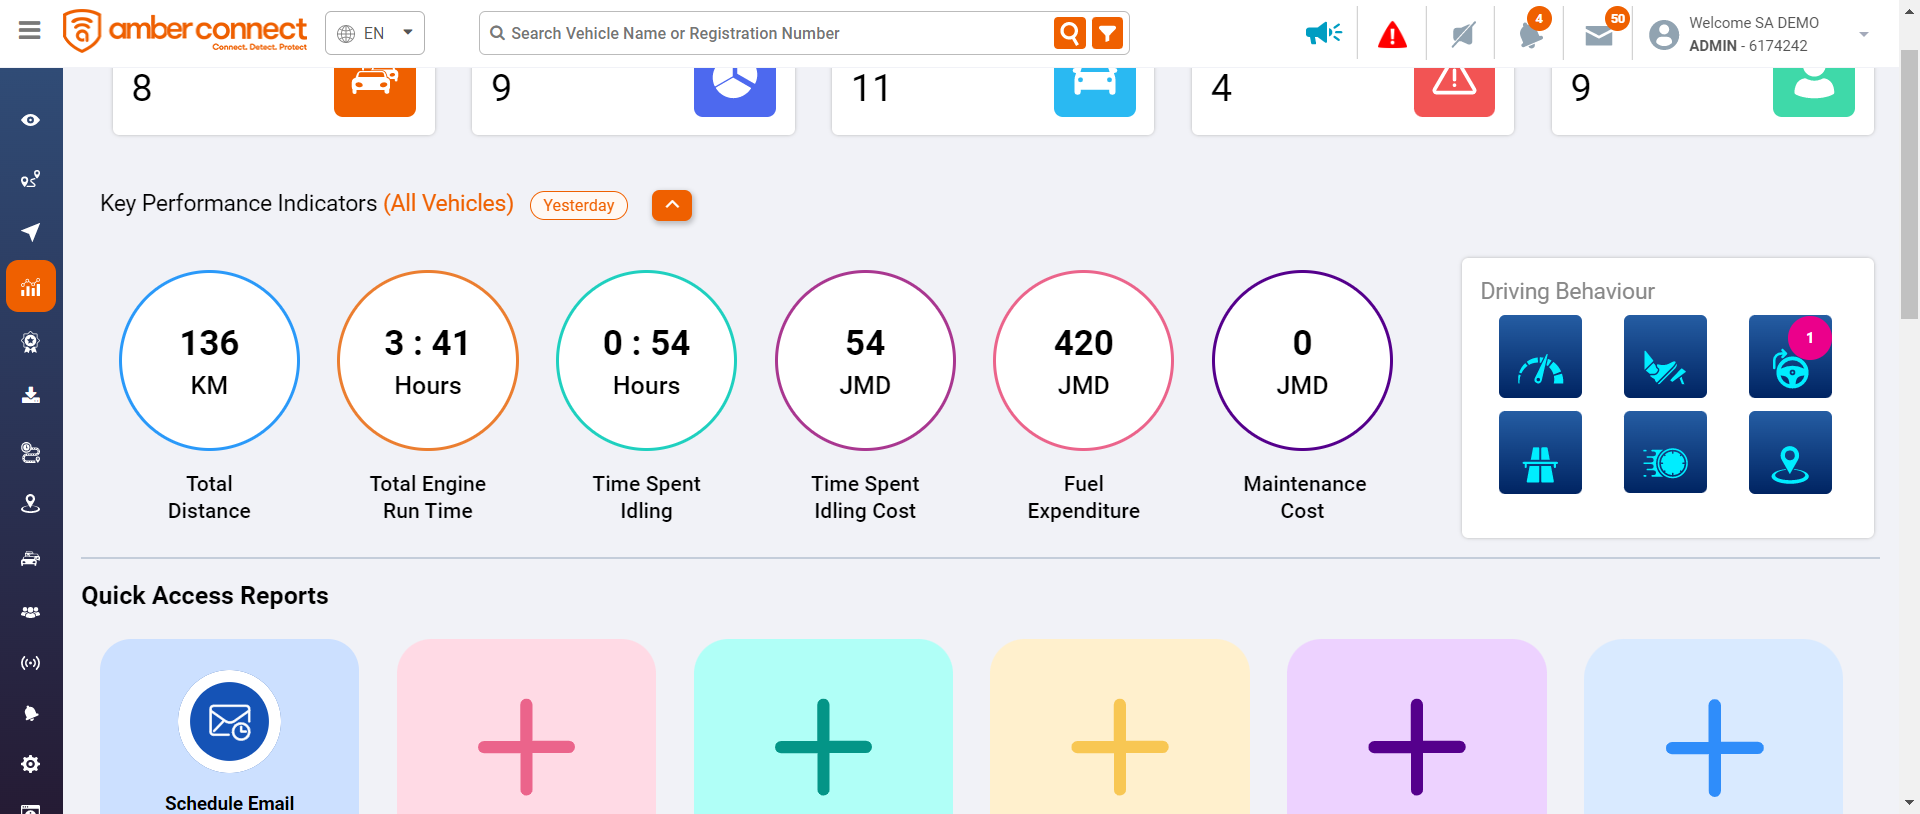 amber connect
Connect. Detect. Protect
EN
Search Vehicle Name or Registration Number
4
50
Welcome SA DEMO
ADMIN - 6174242
8
9
11
4
9
Key Performance Indicators (All Vehicles)
Yesterday
136
KM
3 : 41
Hours
0 : 54
Hours
54
JMD
420
JMD
0
JMD
Total
Distance
Total Engine
Run Time
Time Spent
Idling
Time Spent
Idling Cost
Fuel
Expenditure
Maintenance
Cost
Driving Behaviour
1
Quick Access Reports
Schedule Email